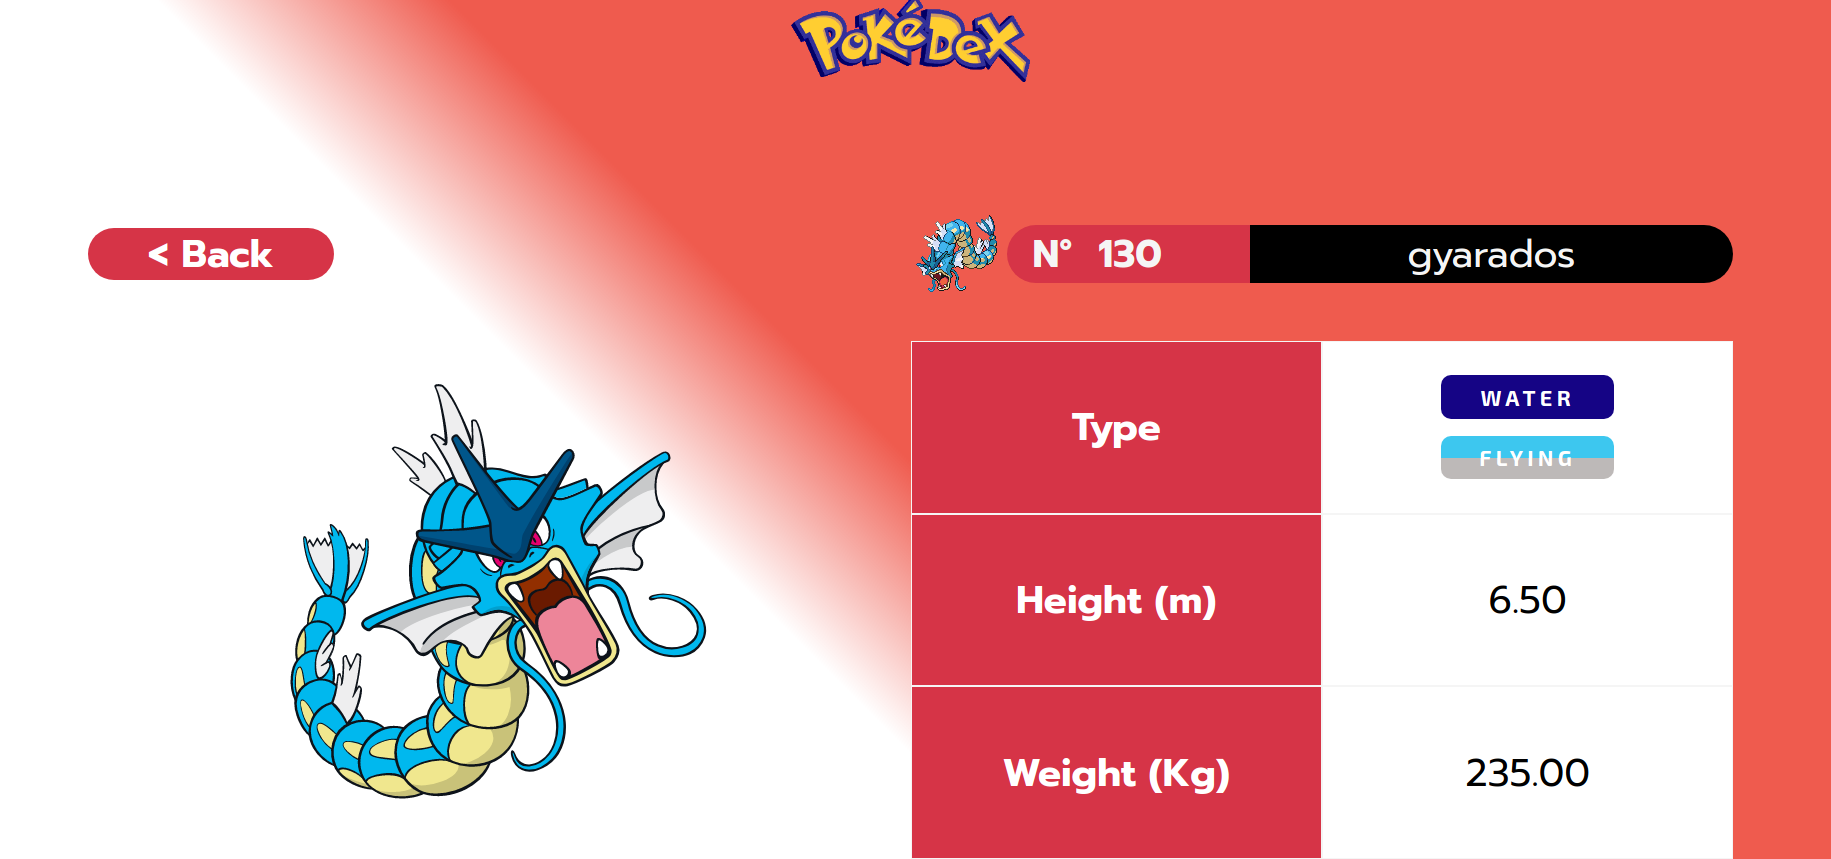 PokéDex
< Back
N° 130 gyarados
Type
WATER
FLYING
Height (m) 6.50
Weight (Kg) 235.00